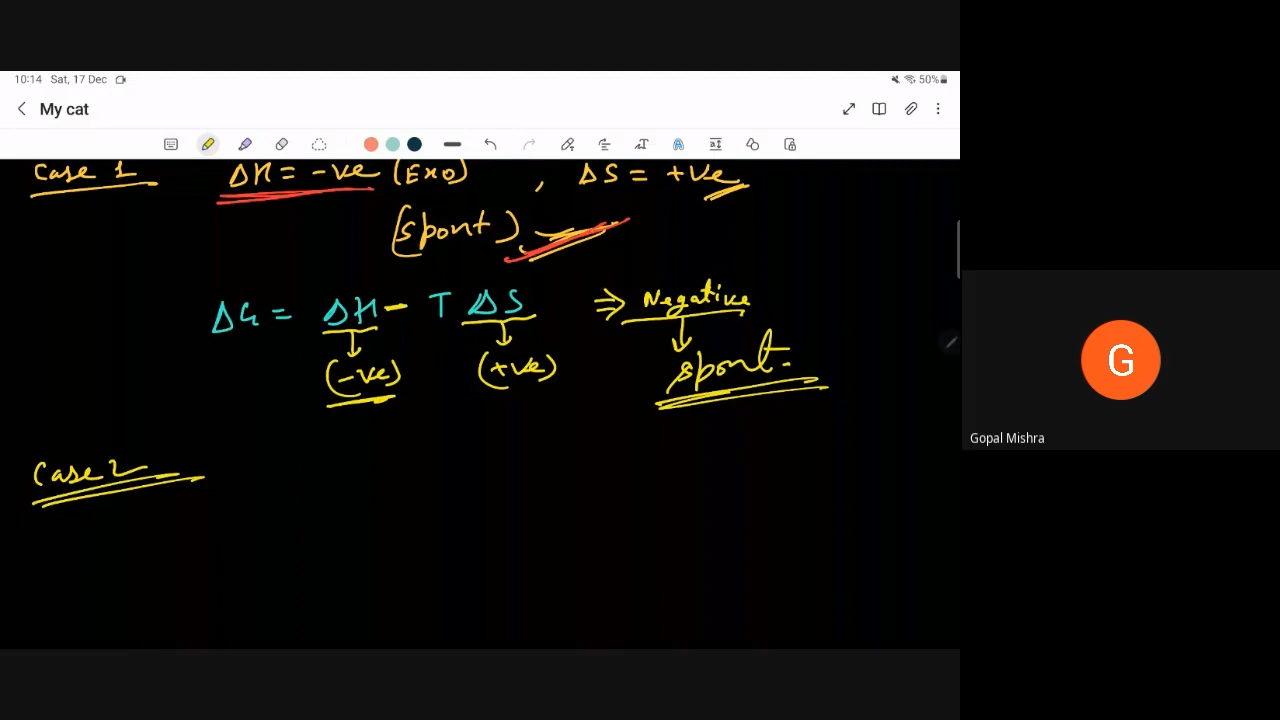 10:14 Sat, 17 Dec 50%
My cat
Case 1 ΔH = -ve (Exo) , ΔS = +ve
(spont)
ΔG = ΔH - T ΔS ⇒ Negative
(-ve) (+ve) spont.
Case 2
G
Gopal Mishra